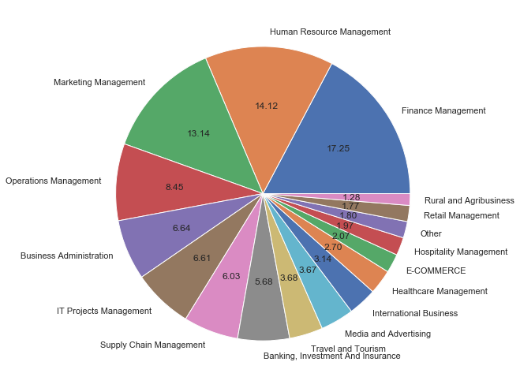 Human Resource Management
Marketing Management
14.12
Finance Management
13.14
17.25
Operations Management
8.45
1.28
Rural and Agribusiness
1.77
Retail Management
1.80
Other
6.64
1.97
Hospitality Management
2.07
Business Administration
6.61
2.70
E-COMMERCE
3.14
Healthcare Management
6.03
5.68
3.68
3.67
IT Projects Management
International Business
Media and Advertising
Supply Chain Management
Travel and Tourism
Banking, Investment And Insurance